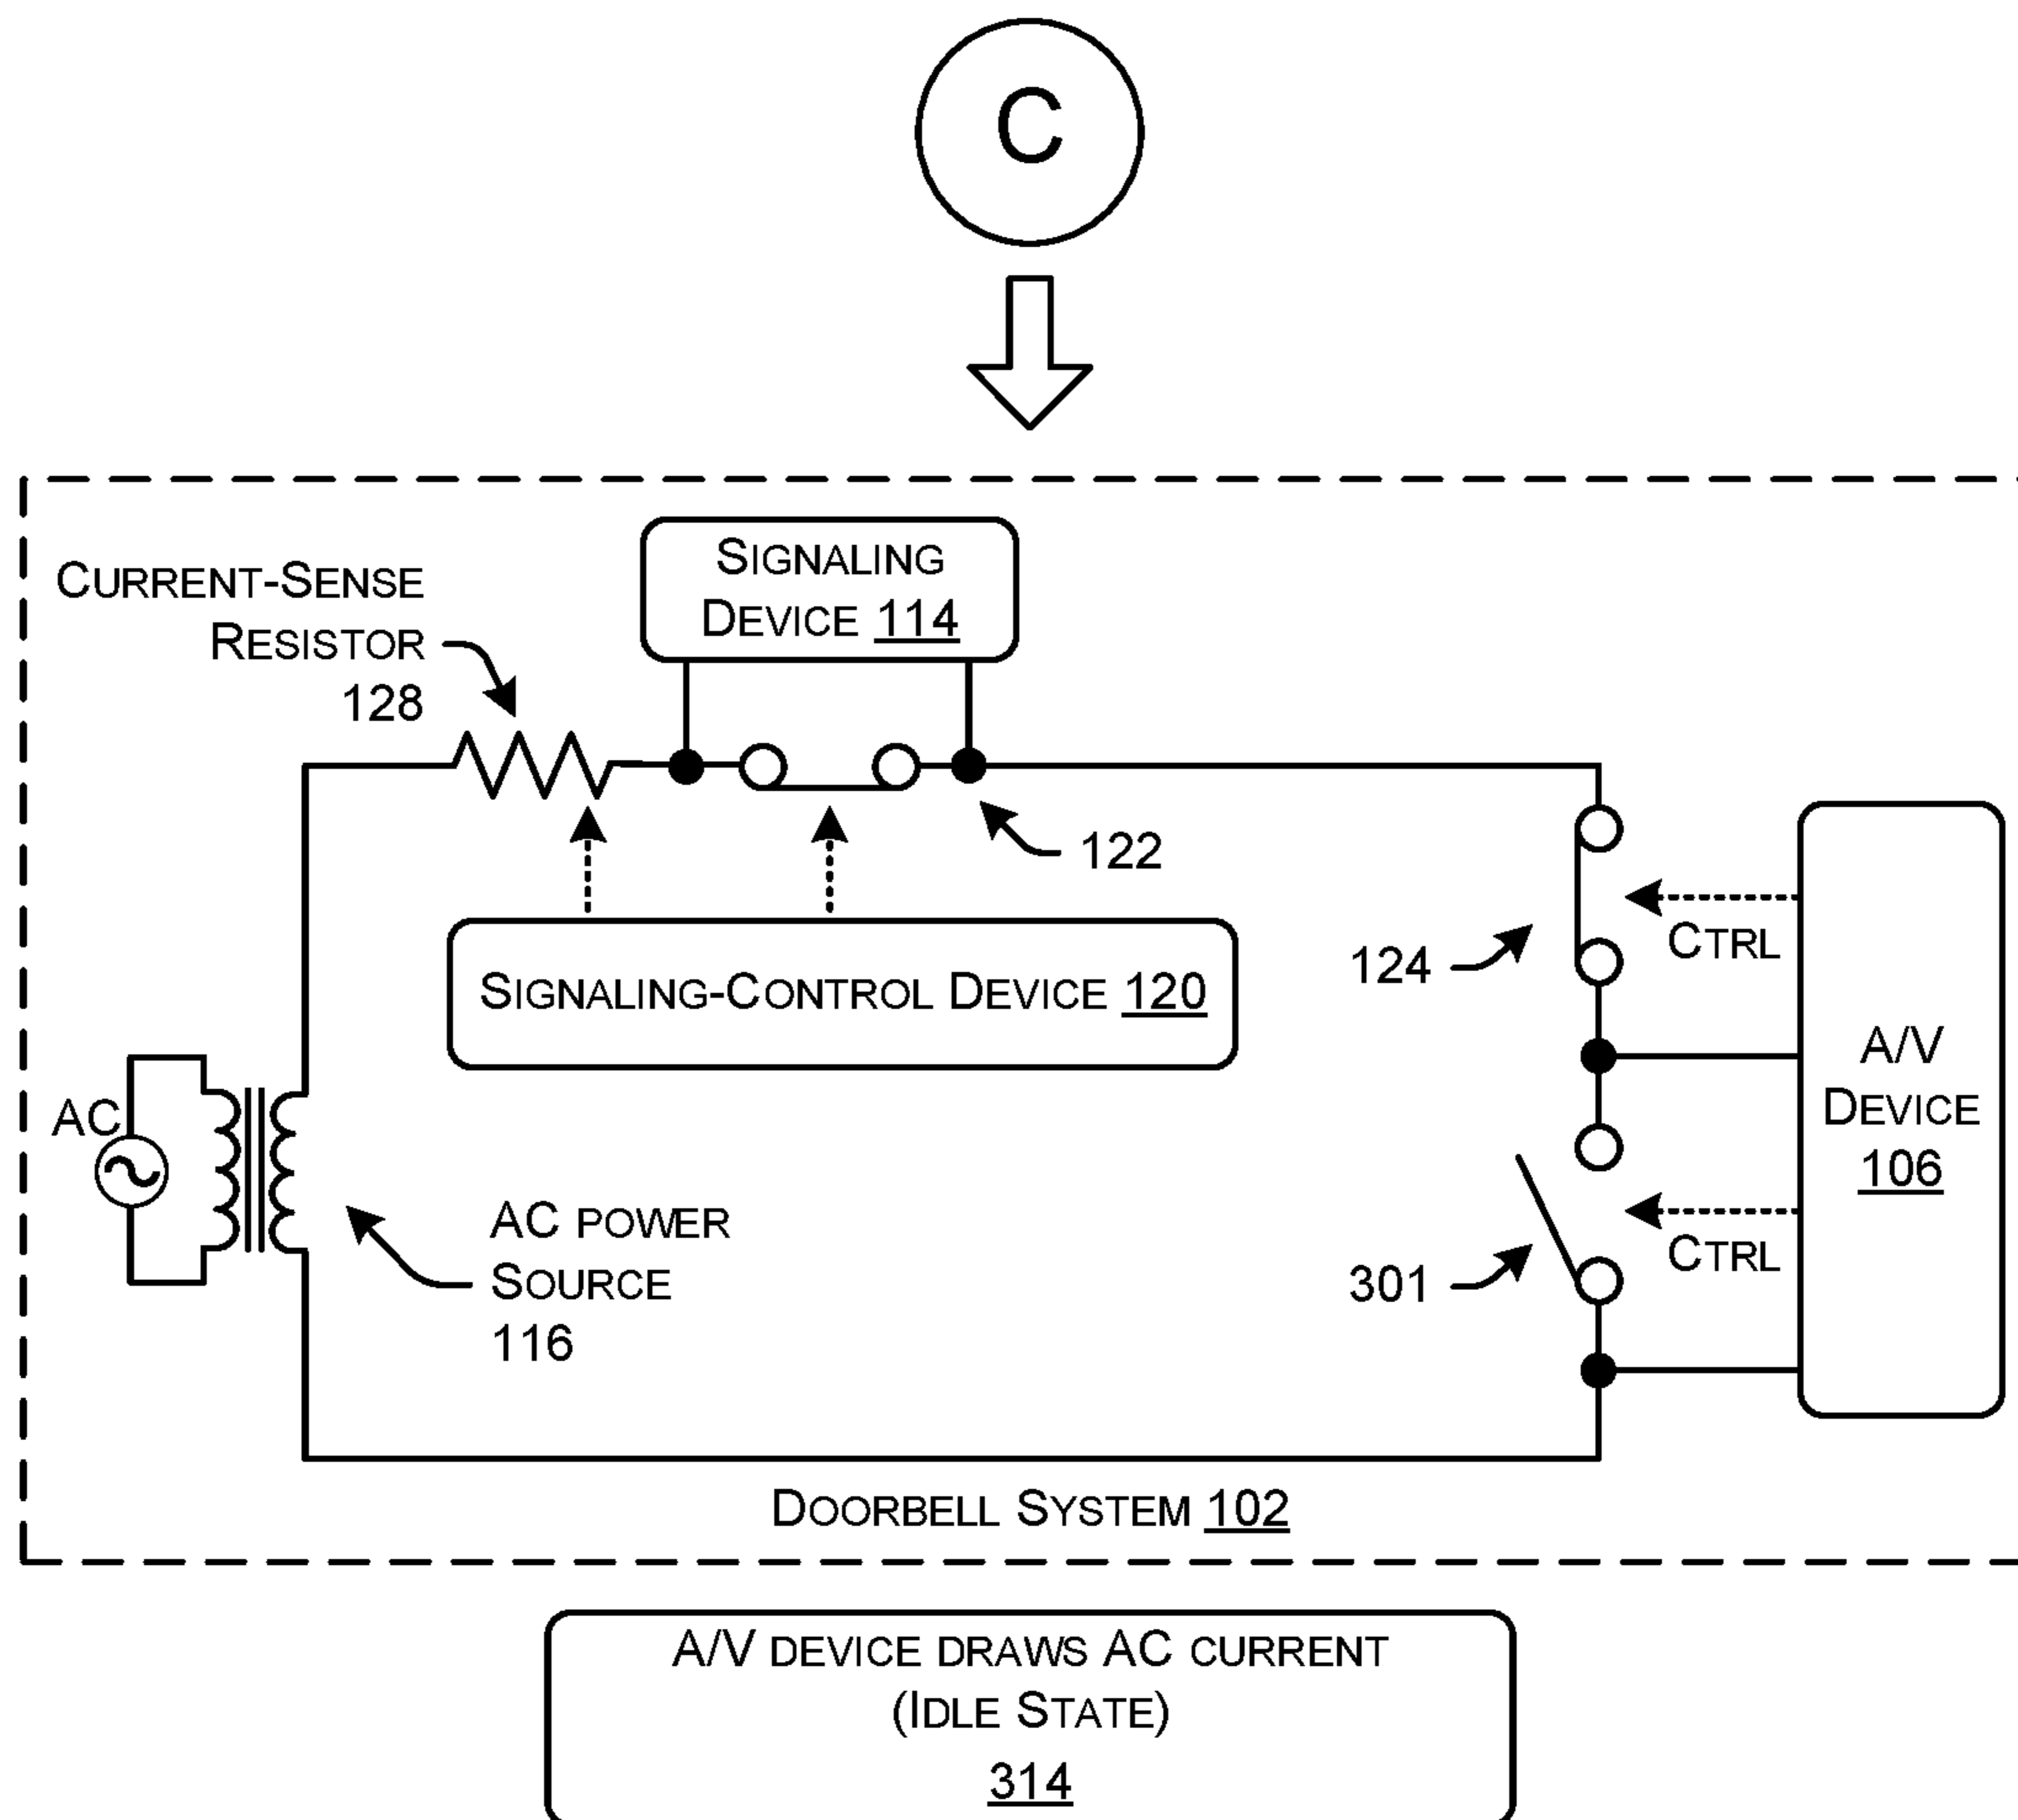 C
SIGNALING
DEVICE 114
CURRENT-SENSE
RESISTOR
128
122
SIGNALING-CONTROL DEVICE 120
124
CTRL
A/V
DEVICE
106
AC
AC POWER
SOURCE
116
301
CTRL
DOORBELL SYSTEM 102
A/V DEVICE DRAWS AC CURRENT
(IDLE STATE)
314